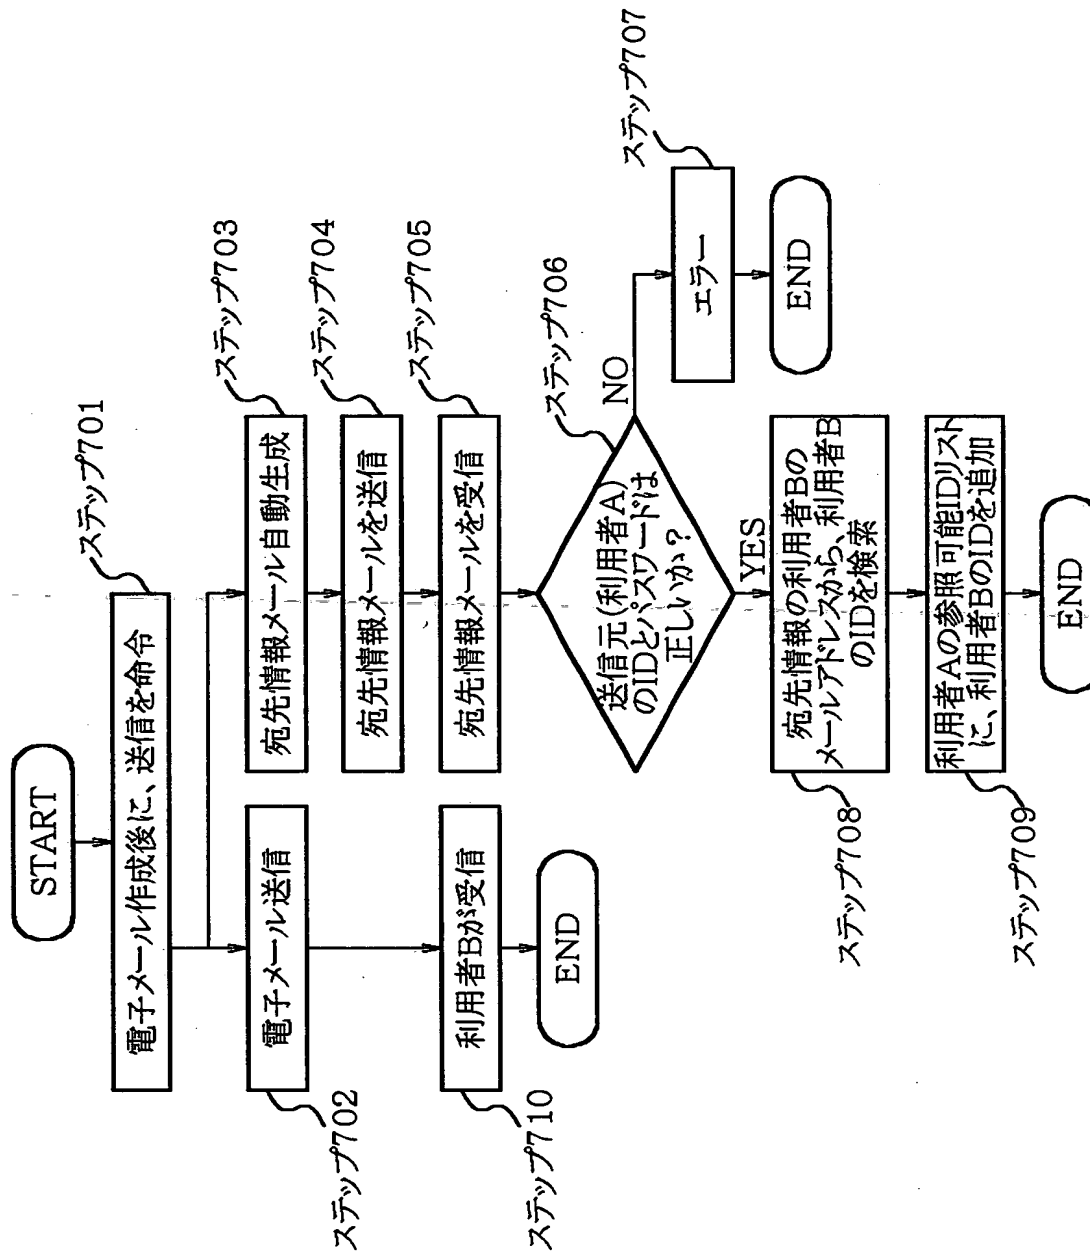 START
電子メール作成後に、送信を命令
ステップ701
電子メール送信
ステップ702
宛先情報メール自動生成
ステップ703
宛先情報メールを送信
ステップ704
利用者Bが受信
ステップ710
宛先情報メールを受信
ステップ705
END
送信元(利用者A)
のIDとパスワードは
正しいか?
ステップ706
NO
YES
エラー
ステップ707
END
宛先情報の利用者Bの
メールアドレスから、利用者B
のIDを検索
ステップ708
利用者Aの参照可能IDリスト
に、利用者BのIDを追加
ステップ709
END